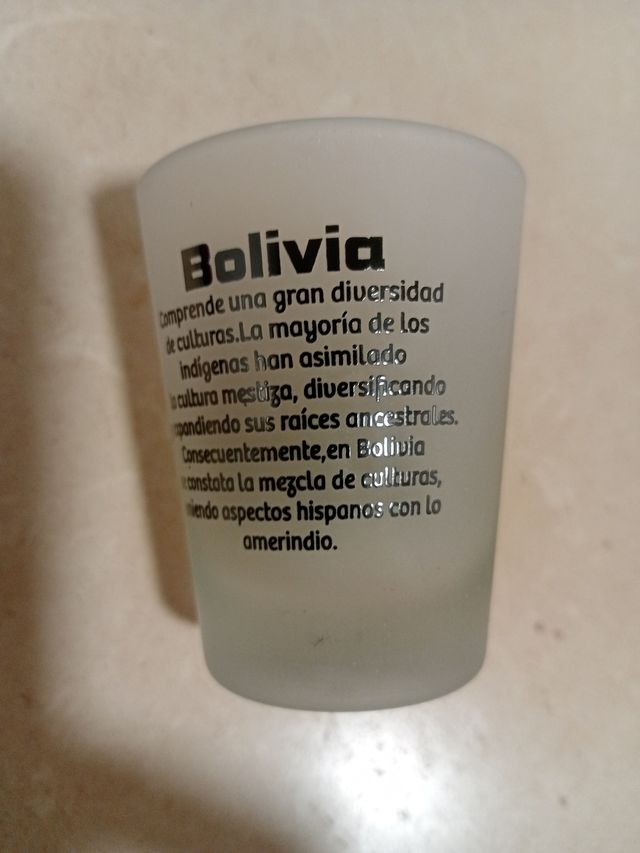 Bolivia
Comprende una gran diversidad
de culturas.La mayoría de los
indígenas han asimilado
la cultura mestiza, diversificando
sus raíces ancestrales.
Consecuentemente,en Bolivia
constata la mezcla de culturas,
aspectos hispanos con lo
amerindio.